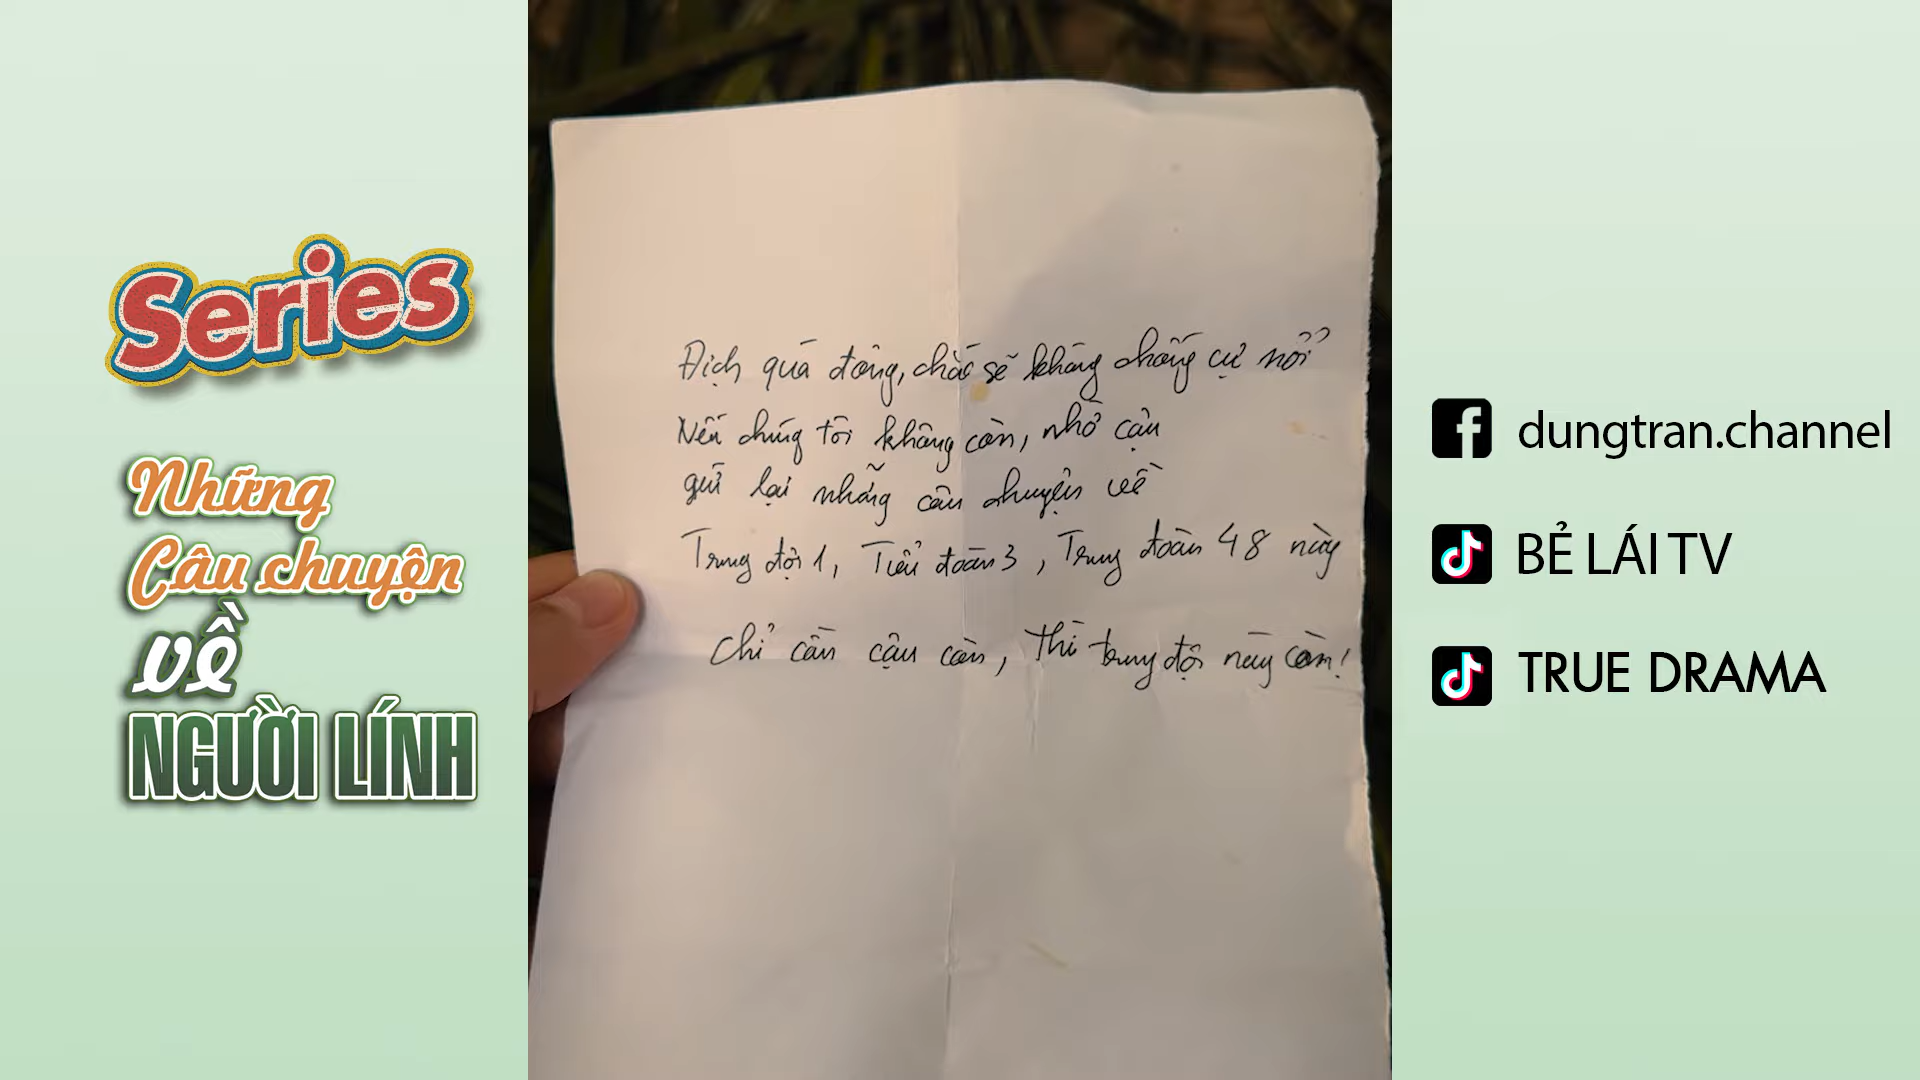 Series
Những
Câu chuyện
về
NGƯỜI LÍNH
Địch quá đông, chắc sẽ không chống cự nổi
Nếu chúng tôi không còn, nhờ cậu
gửi lại những câu chuyện về
Trung đội 1, Tiểu đoàn 3, Trung đoàn 48 này
Chỉ cần cậu còn, thì trung đội này còn!
dungtran.channel
BẺ LÁI TV
TRUE DRAMA